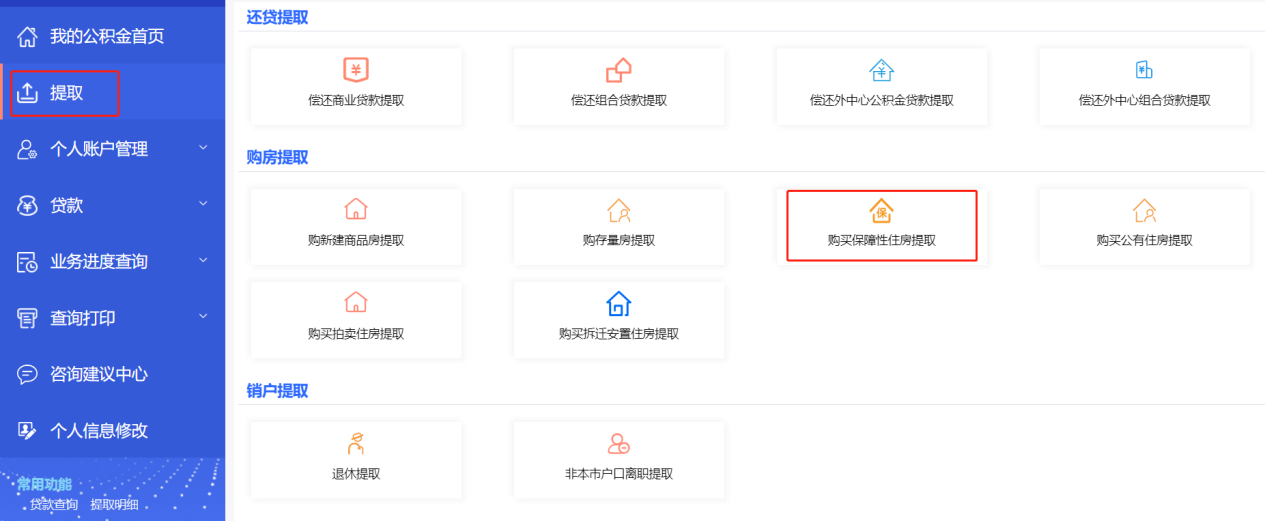 我的公积金首页
提取
个人账户管理
贷款
业务进度查询
查询打印
咨询建议中心
个人信息修改
常用功能
贷款查询 提取明细
还贷提取
偿还商业贷款提取
偿还组合贷款提取
偿还外中心公积金贷款提取
偿还外中心组合贷款提取
购房提取
购新建商品房提取
购存量房提取
保
购买保障性住房提取
购买公有住房提取
购买拍卖住房提取
购买拆迁安置住房提取
销户提取
退休提取
非本市户口离职提取